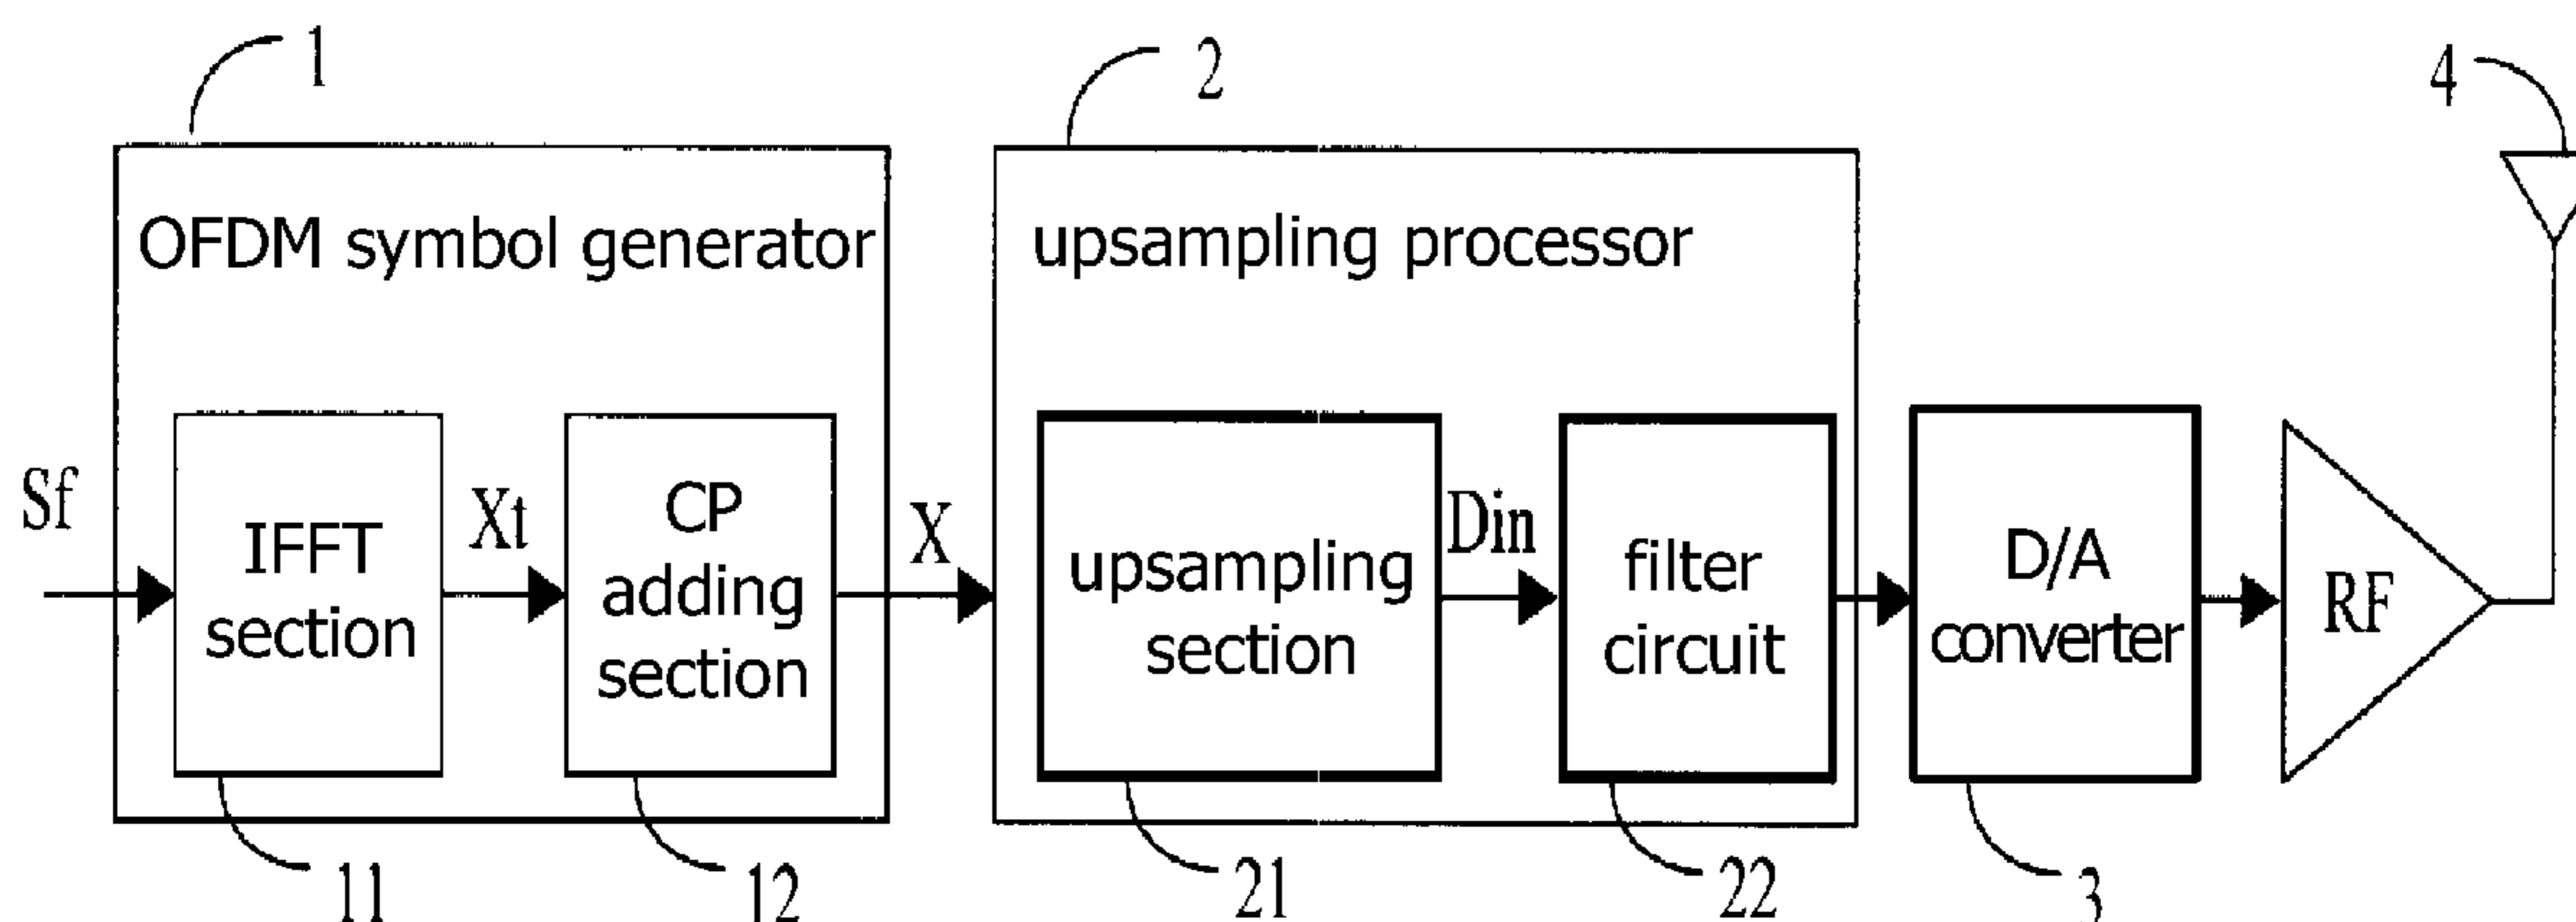 1
2
4
OFDM symbol generator
upsampling processor
Sf
IFFT
section
Xt
CP
adding
section
X
upsampling
section
Din
filter
circuit
D/A
converter
RF
11
12
21
22
3